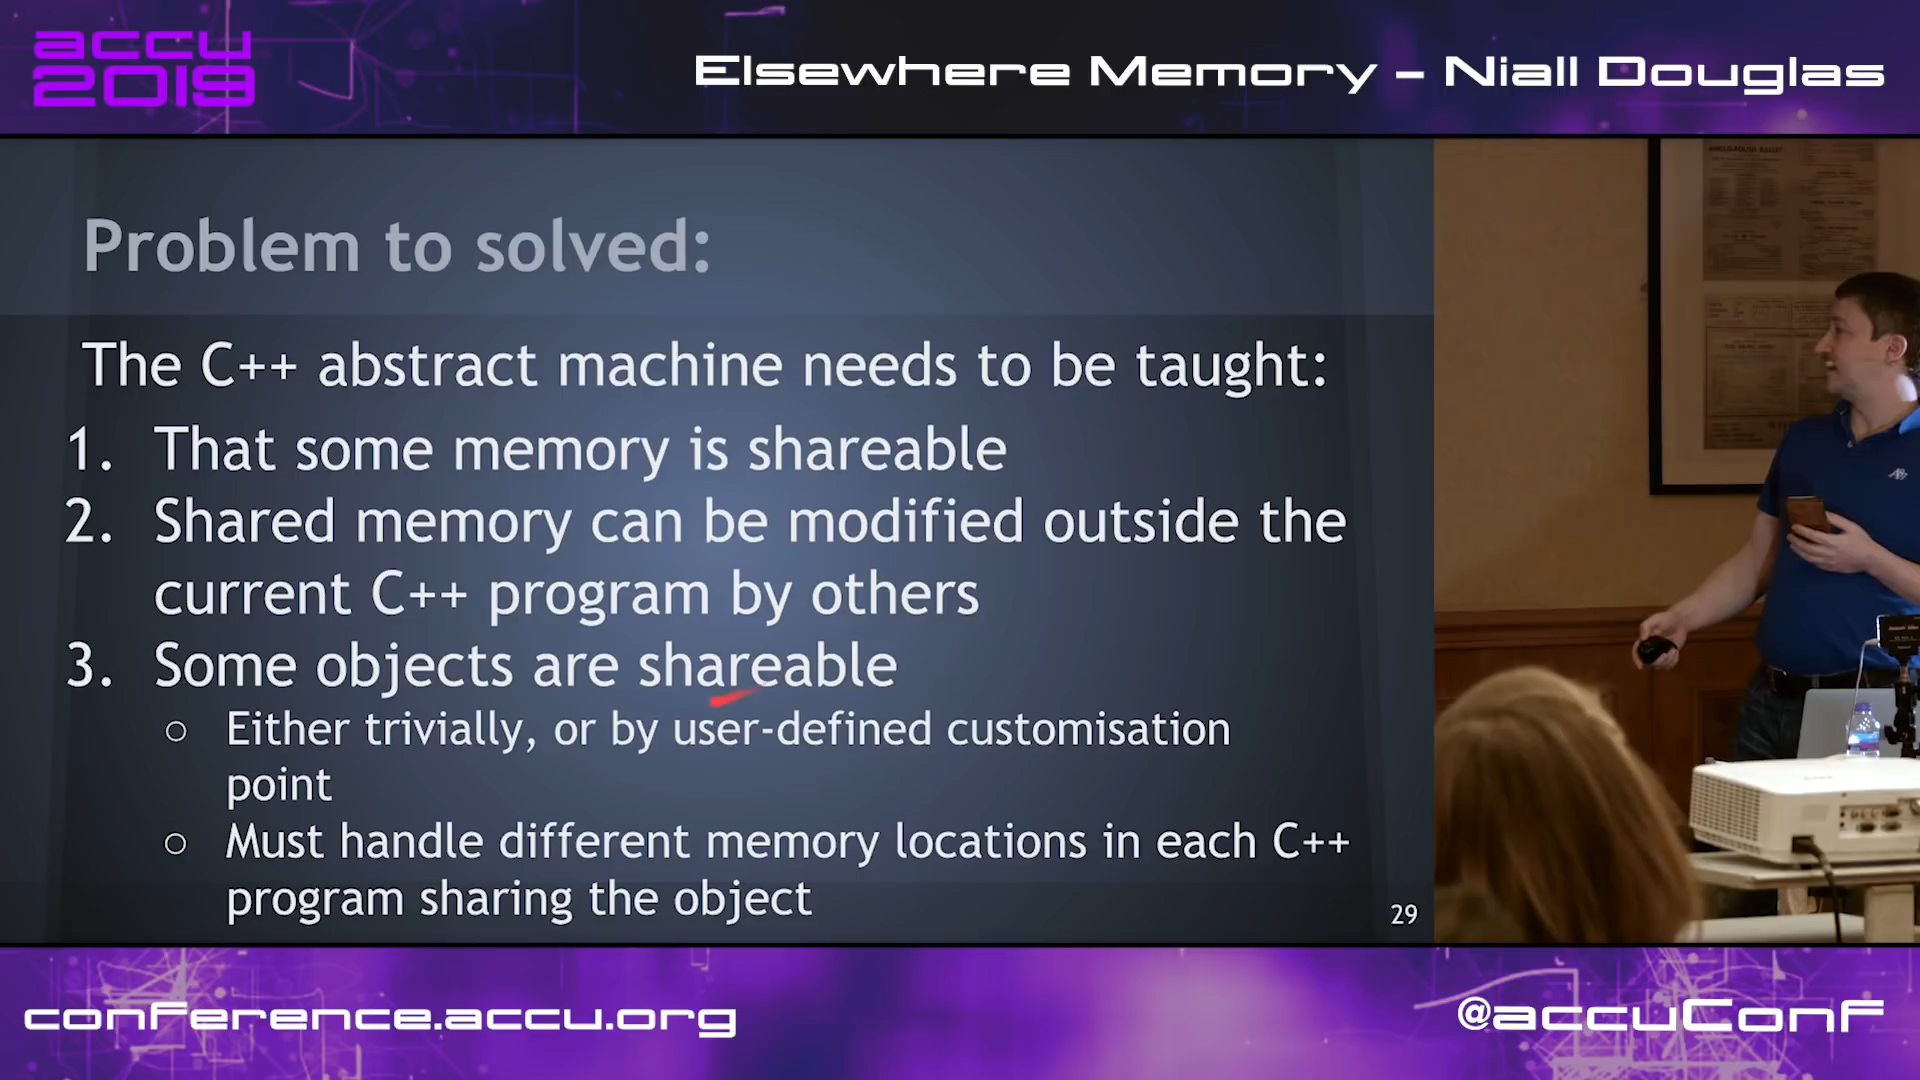 accu
2019
Elsewhere Memory – Niall Douglas
Problem to solved:
The C++ abstract machine needs to be taught:
1. That some memory is shareable
2. Shared memory can be modified outside the
current C++ program by others
3. Some objects are shareable
○ Either trivially, or by user-defined customisation
point
○ Must handle different memory locations in each C++
program sharing the object
29
conference.accu.org
@accuConf